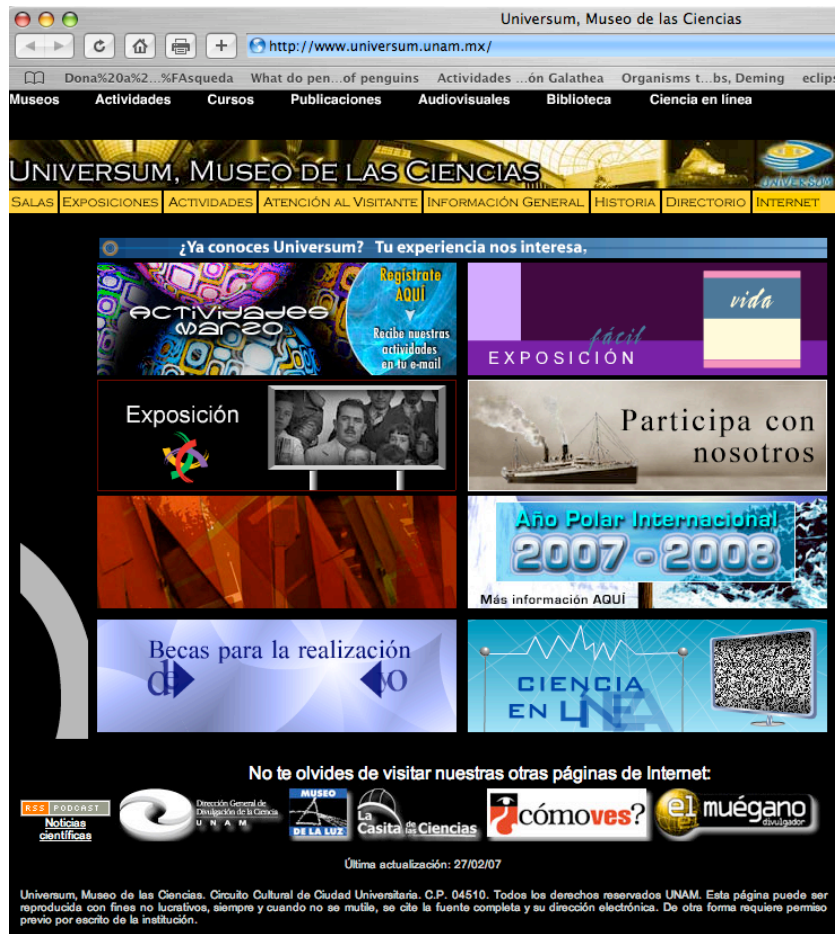 Universum, Museo de las Ciencias
http://www.universum.unam.mx/
Dona%20a%2...%FAsqueda What do pen...of penguins Actividades ...ón Galathea Organisms t...bs, Deming eclips
Museos Actividades Cursos Publicaciones Audiovisuales Biblioteca Ciencia en línea
UNIVERSUM, MUSEO DE LAS CIENCIAS
UNIVERSUM
SALAS EXPOSICIONES ACTIVIDADES ATENCIÓN AL VISITANTE INFORMACIÓN GENERAL HISTORIA DIRECTORIO INTERNET
¿Ya conoces Universum? Tu experiencia nos interesa,
Actividades
Marzo
Regístrate
AQUÍ
Recibe nuestras
actividades
en tu e-mail
vida
fácil
EXPOSICIÓN
Exposición
Participa con
nosotros
Año Polar Internacional
2007 - 2008
Más información AQUÍ
Becas para la realización
CIENCIA
EN LÍNEA
No te olvides de visitar nuestras otras páginas de Internet:
RSS PODCAST
Noticias
científicas
Dirección General de
Divulgación de la Ciencia
U N A M
MUSEO
DE LA LUZ
La
Casita de las Ciencias
¿cómoves?
el muégano
divulgador
Última actualización: 27/02/07
Universum, Museo de las Ciencias. Circuito Cultural de Ciudad Universitaria. C.P. 04510. Todos los derechos reservados UNAM. Esta página puede ser
reproducida con fines no lucrativos, siempre y cuando no se mutile, se cite la fuente completa y su dirección electrónica. De otra forma requiere permiso
previo por escrito de la institución.